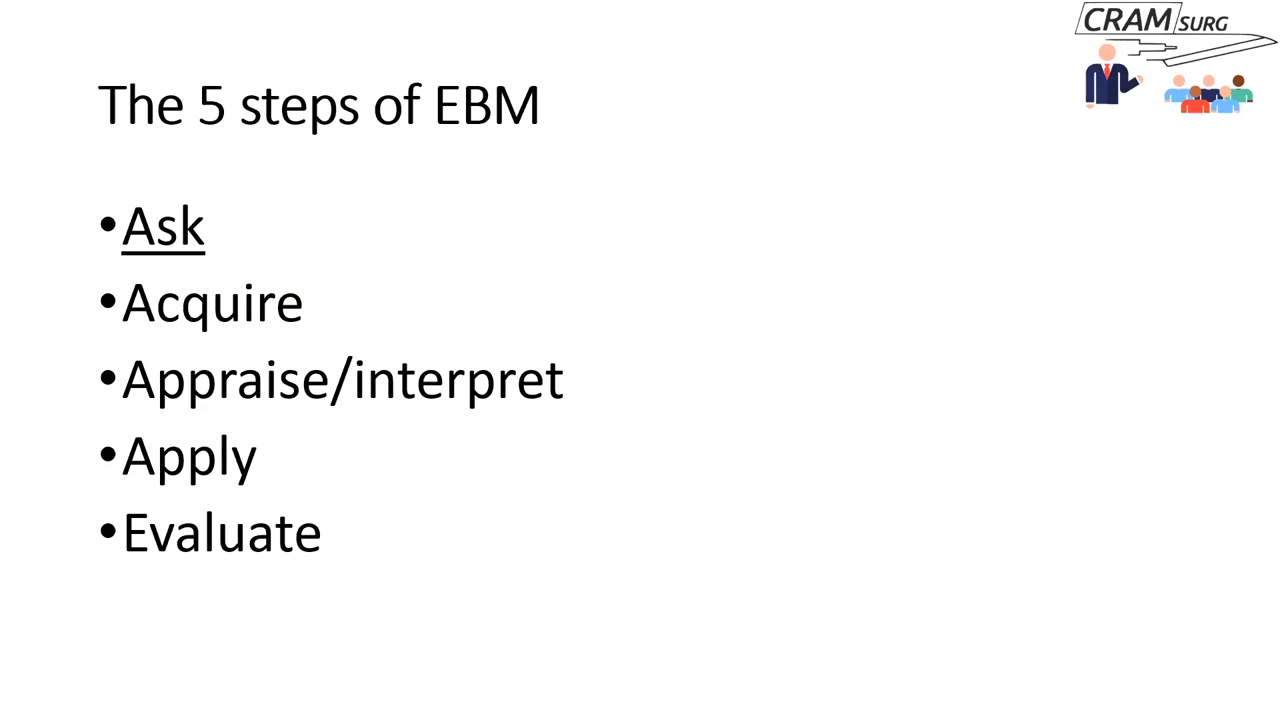 CRAM SURG
The 5 steps of EBM
•Ask
•Acquire
•Appraise/interpret
•Apply
•Evaluate